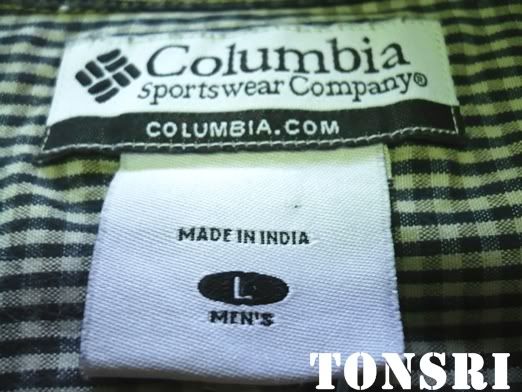 Columbia
Sportswear Company®
COLUMBIA.COM
MADE IN INDIA
L
MEN'S
TONSRI